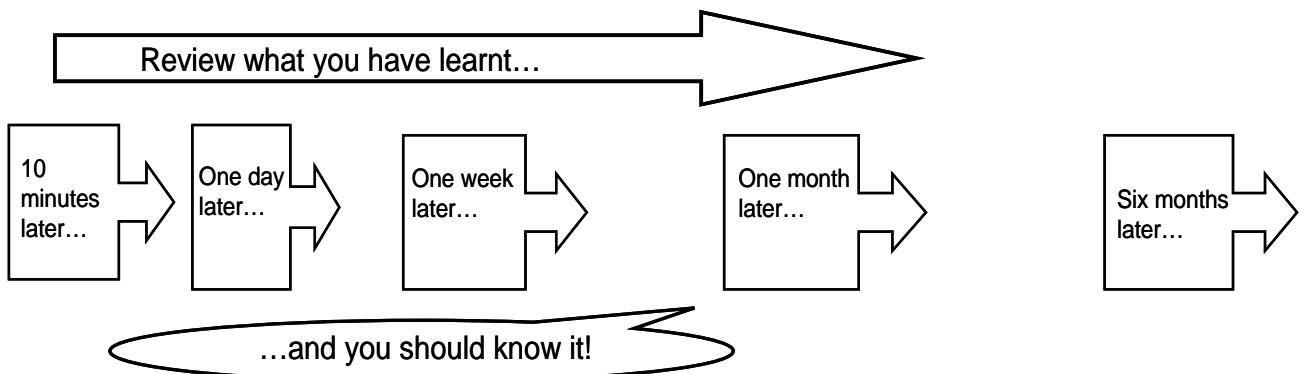 Review what you have learnt…
10
minutes
later…
One day
later…
One week
later…
One month
later…
Six months
later…
…and you should know it!